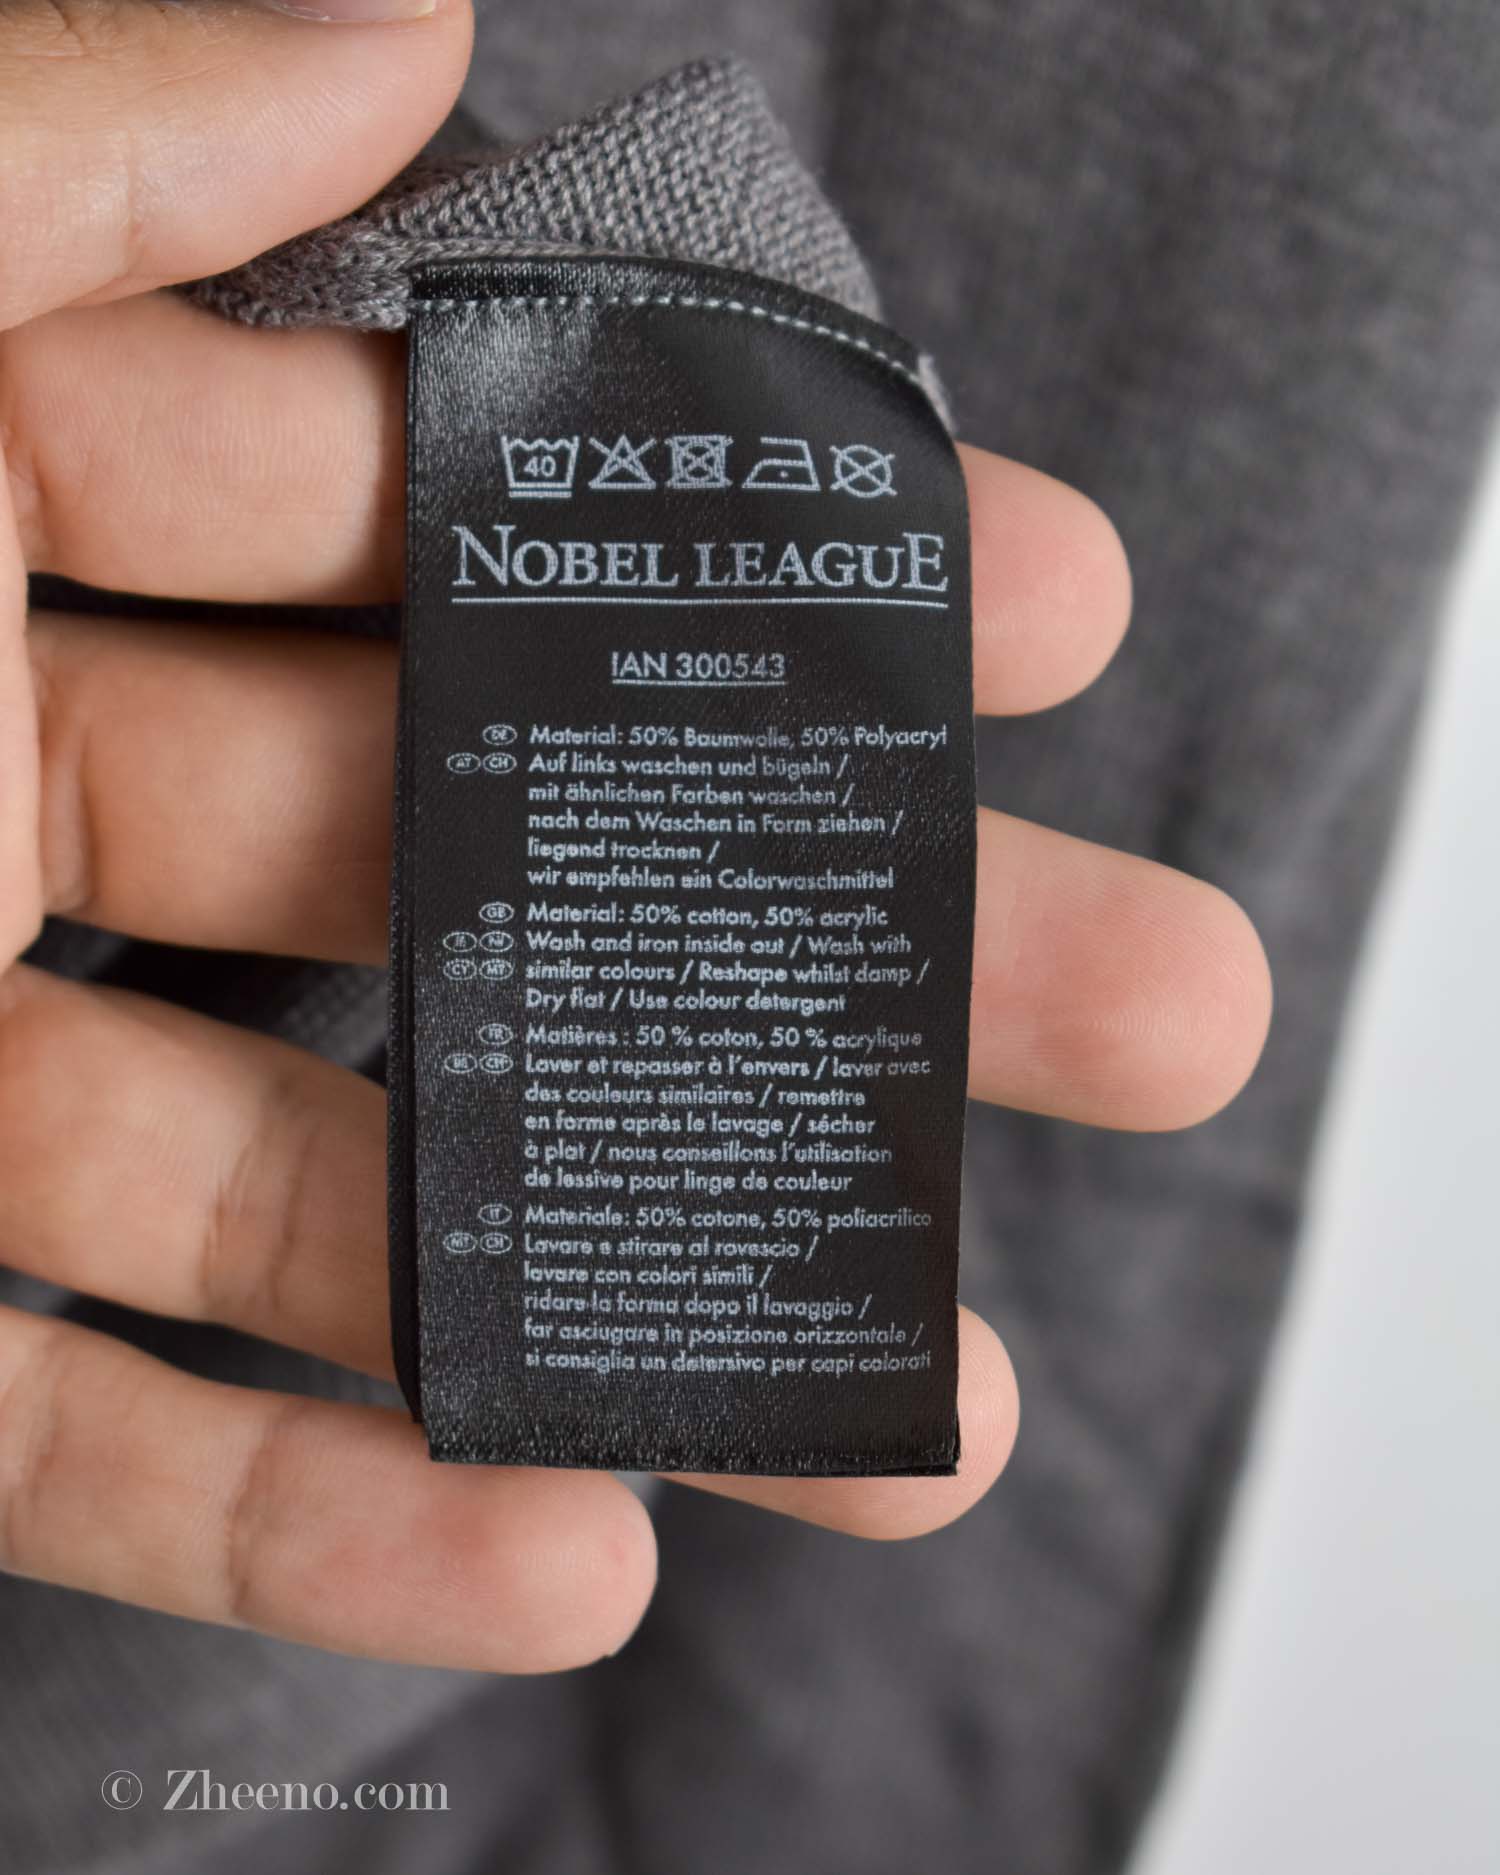 40
NOBEL LEAGUE
IAN 300543
DE Material: 50% Baumwolle, 50% Polyacryl
AT CH Auf links waschen und bügeln /
mit ähnlichen Farben waschen /
nach dem Waschen in Form ziehen /
liegend trocknen /
wir empfehlen ein Colorwaschmittel
GB Material: 50% cotton, 50% acrylic
Wash and iron inside out / Wash with
CY MT similar colours / Reshape whilst damp /
Dry flat / Use colour detergent
FR Matières : 50 % coton, 50 % acrylique
BE CH Laver et repasser à l'envers / laver avec
des couleurs similaires / remettre
en forme après le lavage / sécher
à plat / nous conseillons l'utilisation
de lessive pour linge de couleur
IT Materiale: 50% cotone, 50% poliacrilico
MT CH Lavare e stirare al rovescio /
lavare con colori simili /
ridare la forma dopo il lavaggio /
far asciugare in posizione orizzontale /
si consiglia un detersivo per capi colorati
© Zheeno.com